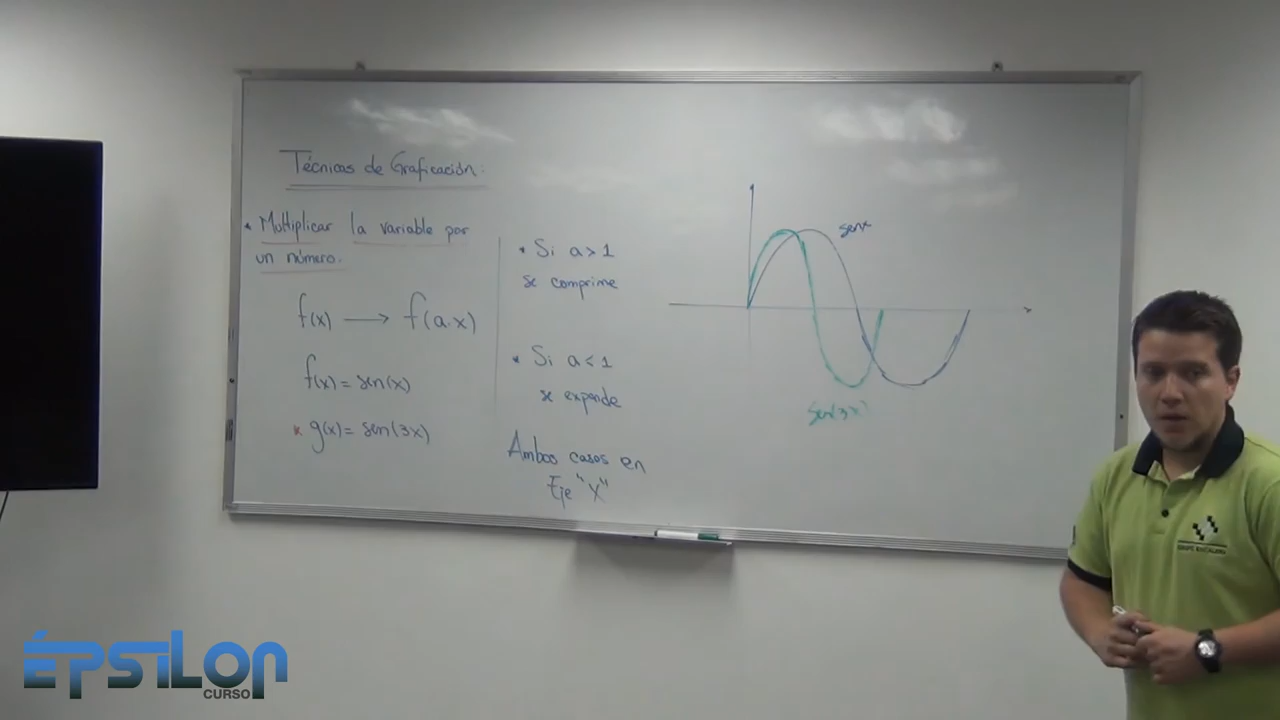 Técnicas de Graficación:
* Multiplicar la variable por
un número.
f(x) → f(a.x)
f(x) = sen(x)
* g(x) = sen(3x)
* Si a > 1
se comprime
* Si a < 1
se expande
Ambos casos en
Eje "X"
senx
sen(3x)
x
ÉPSILON
CURSO